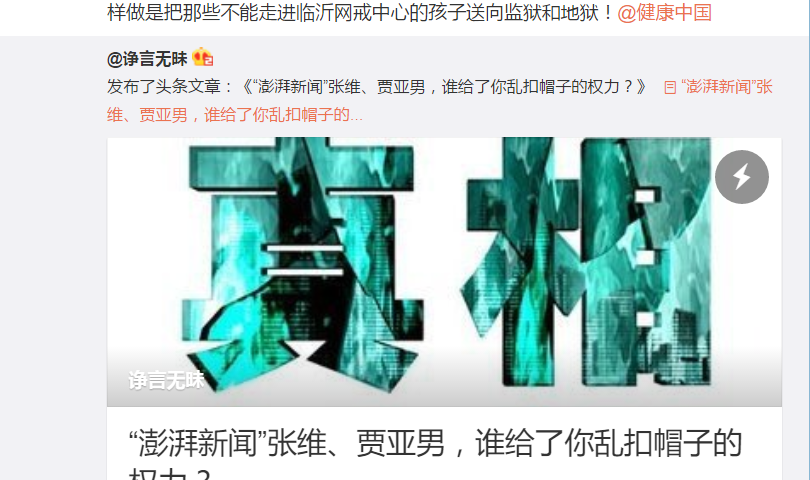 样做是把那些不能走进临沂网戒中心的孩子送向监狱和地狱！@健康中国
@诤言无昧
发布了头条文章：《“澎湃新闻”张维、贾亚男，谁给了你乱扣帽子的权力？》 “澎湃新闻”张
维、贾亚男，谁给了你乱扣帽子的...
真相
诤言无昧
“澎湃新闻”张维、贾亚男，谁给了你乱扣帽子的
权力？